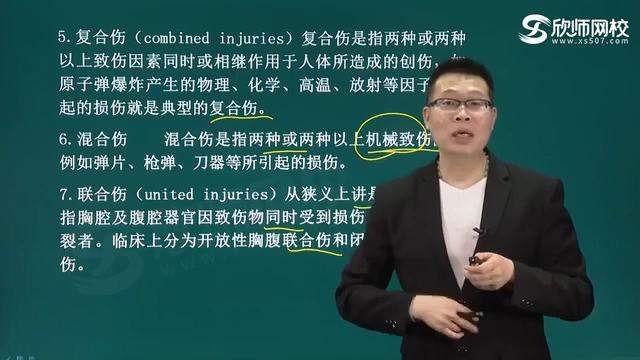 欣师网校
www.xs507.com
5.复合伤（combined injuries）复合伤是指两种或两种
以上致伤因素同时或相继作用于人体所造成的创伤，如
原子弹爆炸产生的物理、化学、高温、放射等因子
起的损伤就是典型的复合伤。
6.混合伤 混合伤是指两种或两种以上机械致伤
例如弹片、枪弹、刀器等所引起的损伤。
7.联合伤（united injuries）从狭义上讲是
指胸腔及腹腔器官因致伤物同时受到损伤
裂者。临床上分为开放性胸腹联合伤和闭
伤。